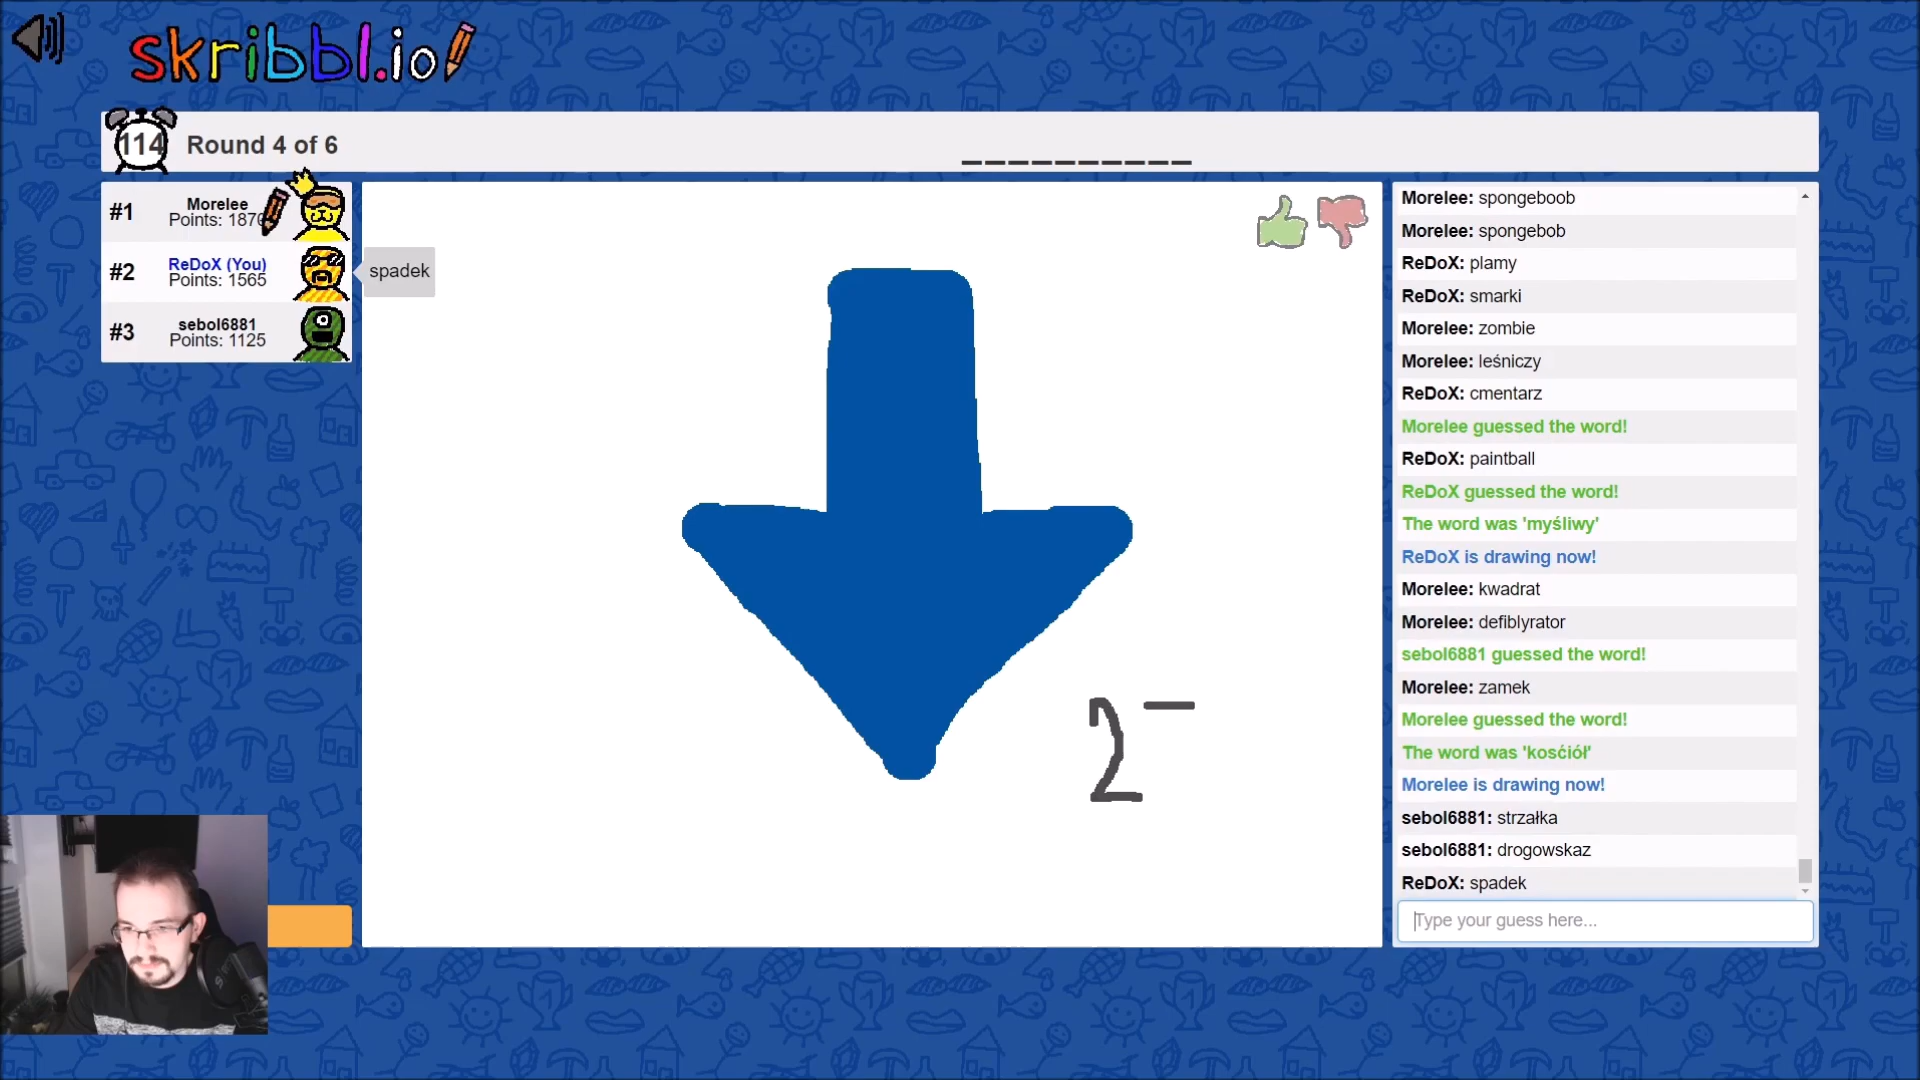 skribbl.io
114 Round 4 of 6
__________
#1 Morelee
Points: 1870
#2 ReDoX (You)
Points: 1565
#3 sebol6881
Points: 1125
spadek
2 -
Morelee: spongeboob
Morelee: spongebob
ReDoX: plamy
ReDoX: smarki
Morelee: zombie
Morelee: leśniczy
ReDoX: cmentarz
Morelee guessed the word!
ReDoX: paintball
ReDoX guessed the word!
The word was 'myśliwy'
ReDoX is drawing now!
Morelee: kwadrat
Morelee: defiblyrator
sebol6881 guessed the word!
Morelee: zamek
Morelee guessed the word!
The word was 'kosćiół'
Morelee is drawing now!
sebol6881: strzałka
sebol6881: drogowskaz
ReDoX: spadek
Type your guess here...